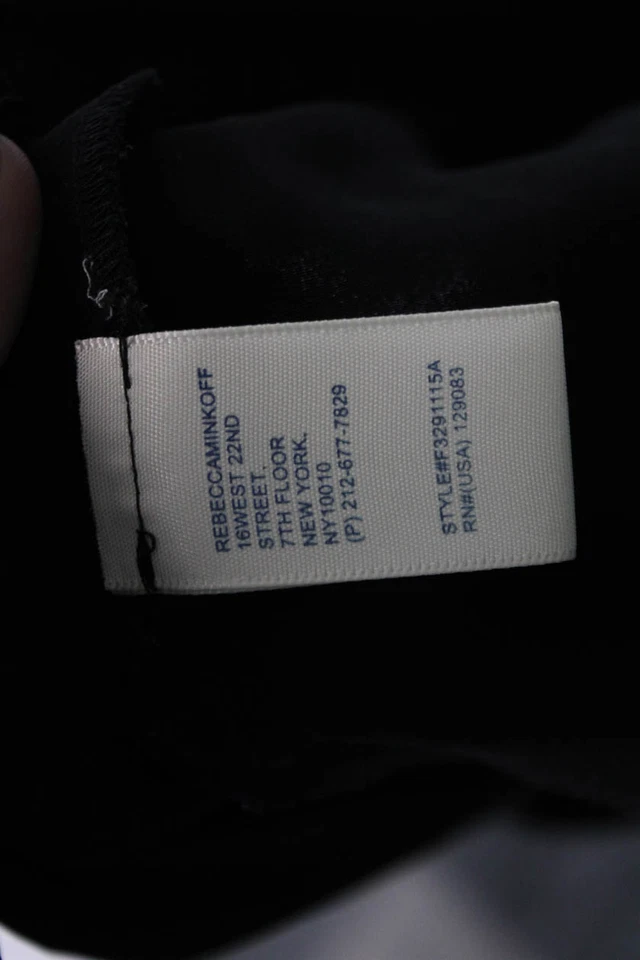 REBECCAMINKOFF
16WEST 22ND
STREET,
7TH FLOOR
NEW YORK,
NY10010
(P) 212-677-7829
STYLE#F3291115A
RN#(USA) 129083